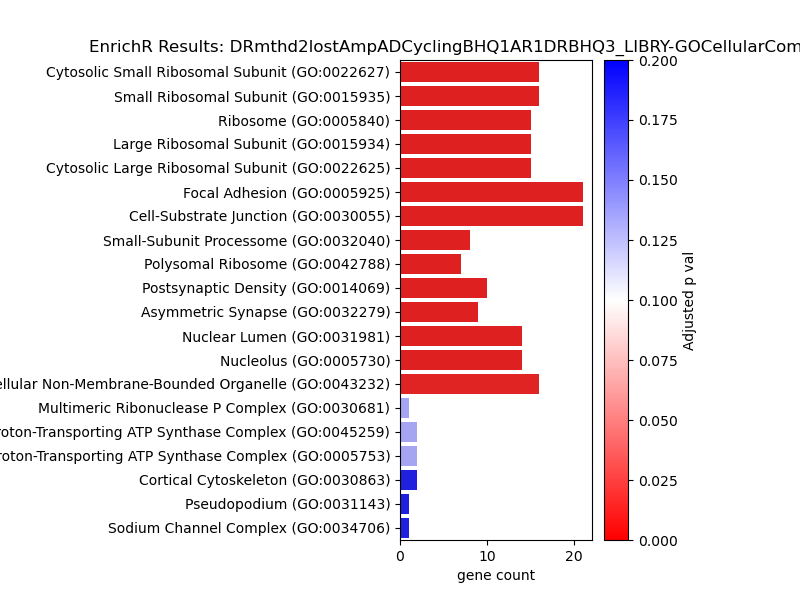 EnrichR Results: DRmthd2lostAmpADCyclingBHQ1AR1DRBHQ3_LIBRY-GOCellularCom
Cytosolic Small Ribosomal Subunit (GO:0022627)
Small Ribosomal Subunit (GO:0015935)
Ribosome (GO:0005840)
Large Ribosomal Subunit (GO:0015934)
Cytosolic Large Ribosomal Subunit (GO:0022625)
Focal Adhesion (GO:0005925)
Cell-Substrate Junction (GO:0030055)
Small-Subunit Processome (GO:0032040)
Polysomal Ribosome (GO:0042788)
Postsynaptic Density (GO:0014069)
Asymmetric Synapse (GO:0032279)
Nuclear Lumen (GO:0031981)
Nucleolus (GO:0005730)
ellular Non-Membrane-Bounded Organelle (GO:0043232)
Multimeric Ribonuclease P Complex (GO:0030681)
roton-Transporting ATP Synthase Complex (GO:0045259)
roton-Transporting ATP Synthase Complex (GO:0005753)
Cortical Cytoskeleton (GO:0030863)
Pseudopodium (GO:0031143)
Sodium Channel Complex (GO:0034706)
0 10 20
gene count
0.200
0.175
0.150
0.125
0.100
0.075
0.050
0.025
0.000
Adjusted p val